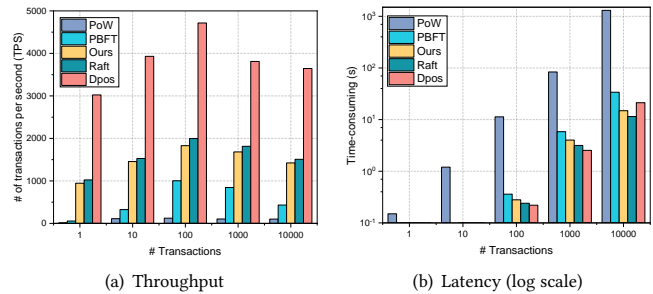 5000
4000
3000
2000
1000
0
# of transactions per second (TPS)
PoW
PBFT
Ours
Raft
Dpos
1 10 100 1000 10000
# Transactions
(a) Throughput
10³
10²
10¹
10⁰
10⁻¹
Time-consuming (s)
PoW
PBFT
Ours
Raft
Dpos
1 10 100 1000 10000
# Transactions
(b) Latency (log scale)